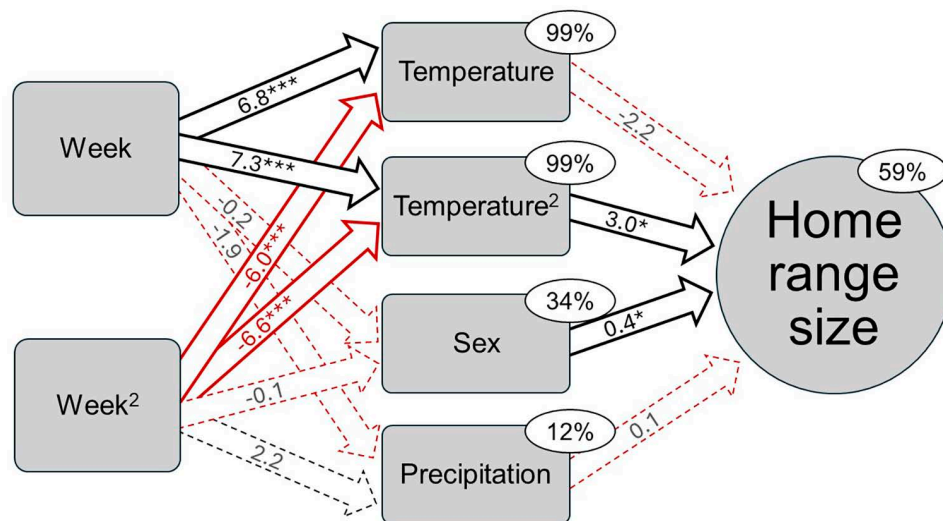 99%
Temperature
6.8***
-2.2
Week
7.3***
99%
59%
Temperature²
3.0*
Home
range
size
-0.2
-1.9
-6.0***
-6.6***
34%
0.4*
Sex
Week²
-0.1
12%
0.1
2.2
Precipitation